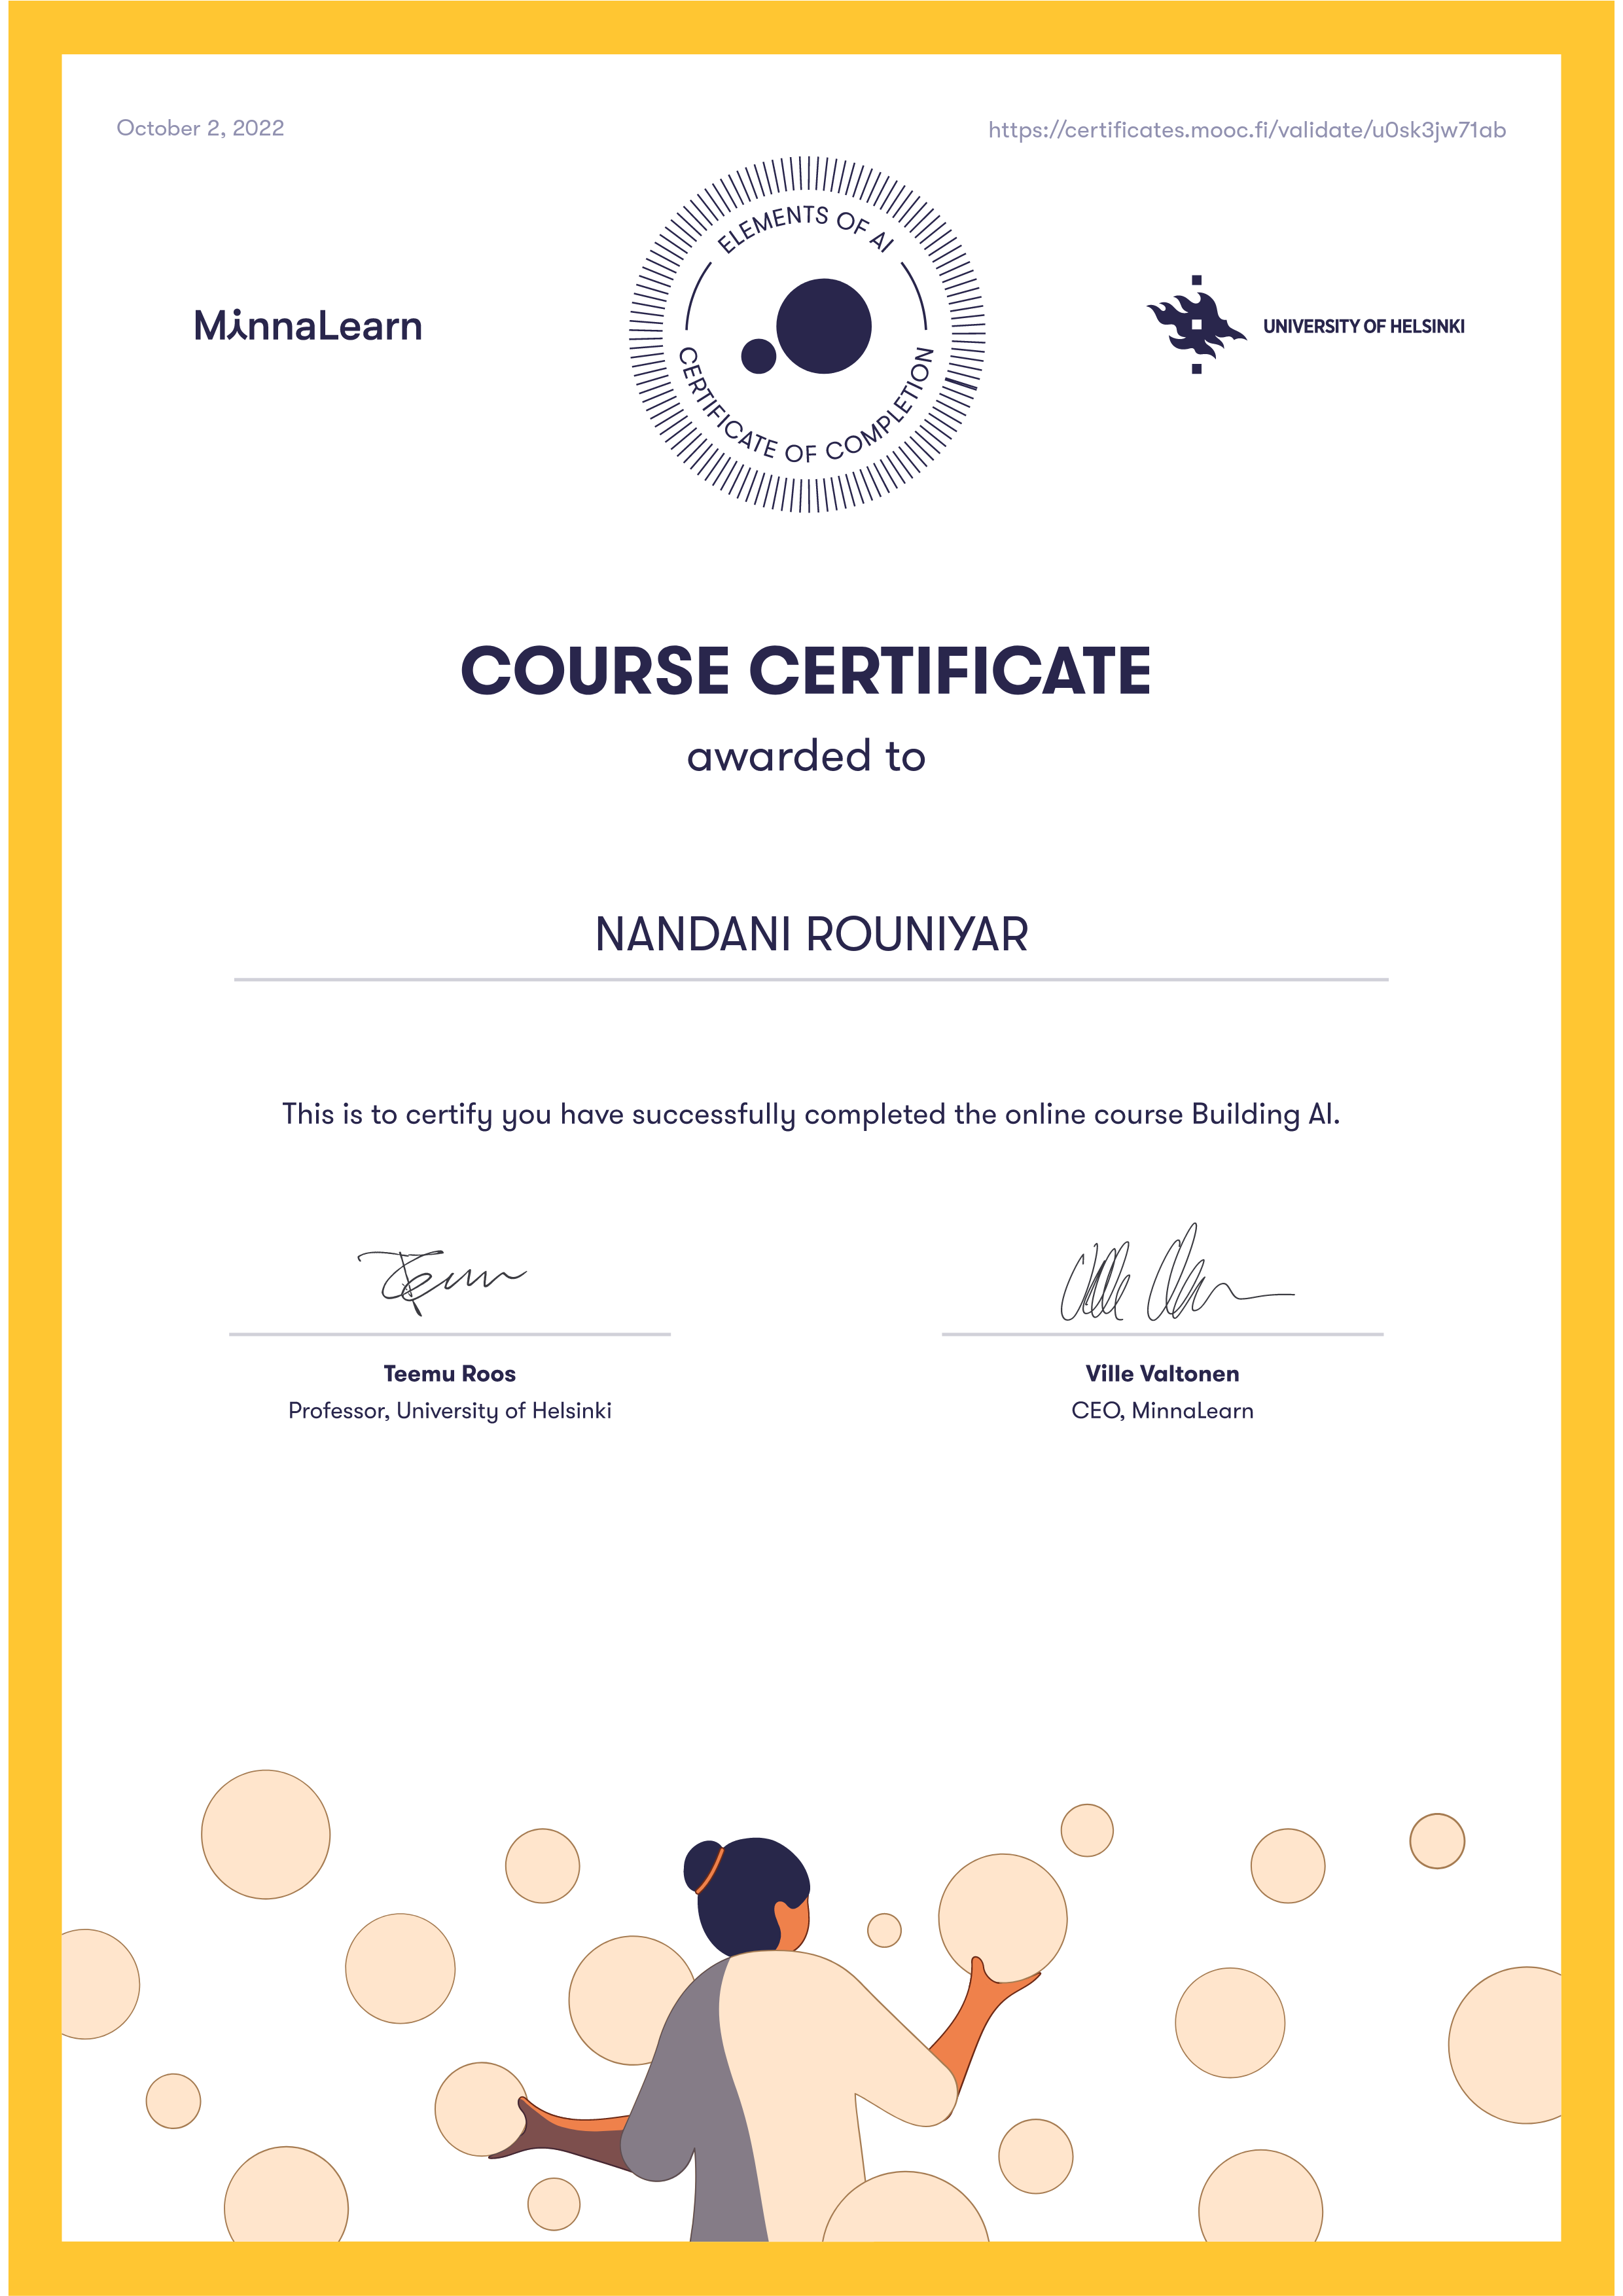 October 2, 2022
https://certificates.mooc.fi/validate/u0sk3jw71ab
ELEMENTS OF AI
MinnaLearn
UNIVERSITY OF HELSINKI
CERTIFICATE OF COMPLETION
COURSE CERTIFICATE
awarded to
NANDANI ROUNIYAR
This is to certify you have successfully completed the online course Building AI.
Teemu Roos
Ville Valtonen
Professor, University of Helsinki
CEO, MinnaLearn